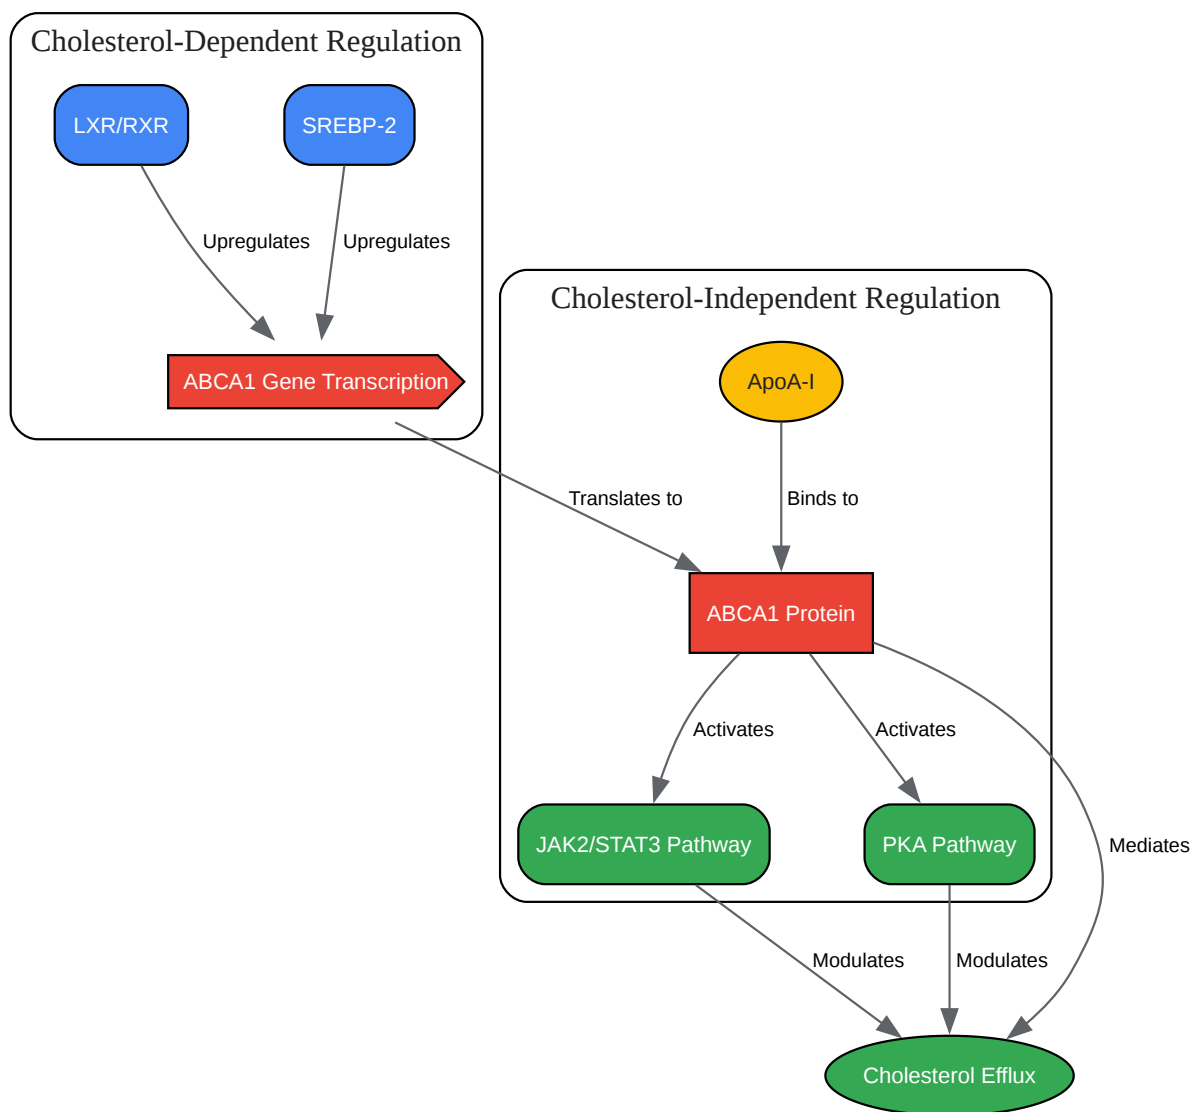 Cholesterol-Dependent Regulation
LXR/RXR
SREBP-2
Upregulates
Upregulates
ABCA1 Gene Transcription
Cholesterol-Independent Regulation
ApoA-I
Translates to
Binds to
ABCA1 Protein
Activates
Activates
JAK2/STAT3 Pathway
PKA Pathway
Mediates
Modulates
Modulates
Cholesterol Efflux